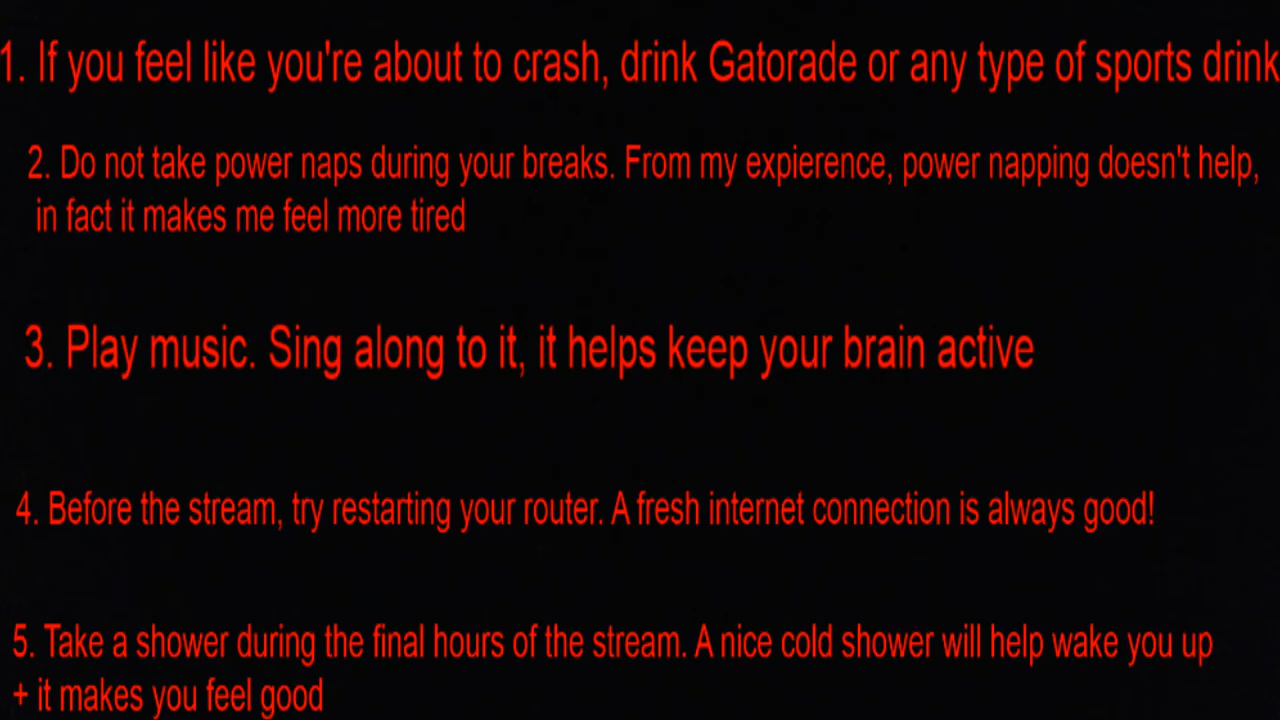 1. If you feel like you're about to crash, drink Gatorade or any type of sports drink
2. Do not take power naps during your breaks. From my expierence, power napping doesn't help,
in fact it makes me feel more tired
3. Play music. Sing along to it, it helps keep your brain active
4. Before the stream, try restarting your router. A fresh internet connection is always good!
5. Take a shower during the final hours of the stream. A nice cold shower will help wake you up
+ it makes you feel good